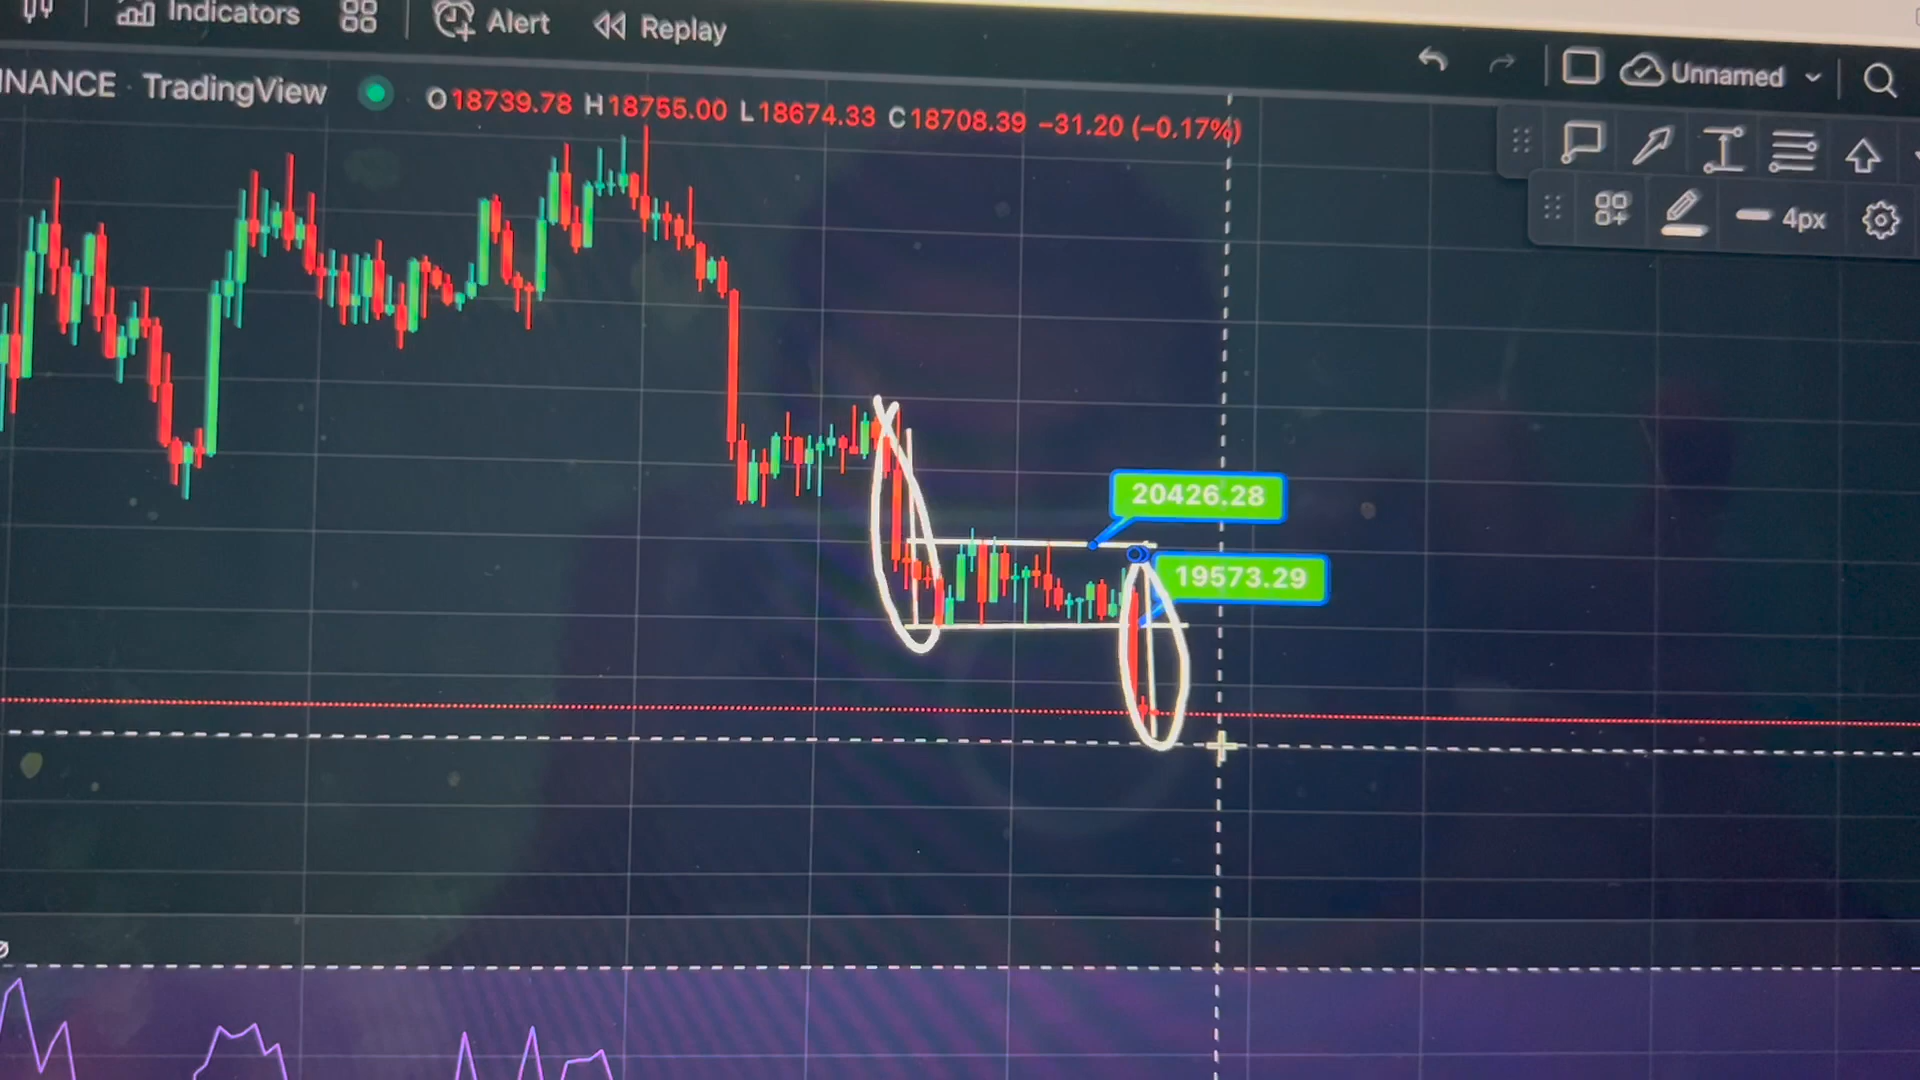 Indicators
Alert
Replay
Unnamed
INANCE · TradingView
O18739.78 H18755.00 L18674.33 C18708.39 −31.20 (−0.17%)
4px
20426.28
19573.29